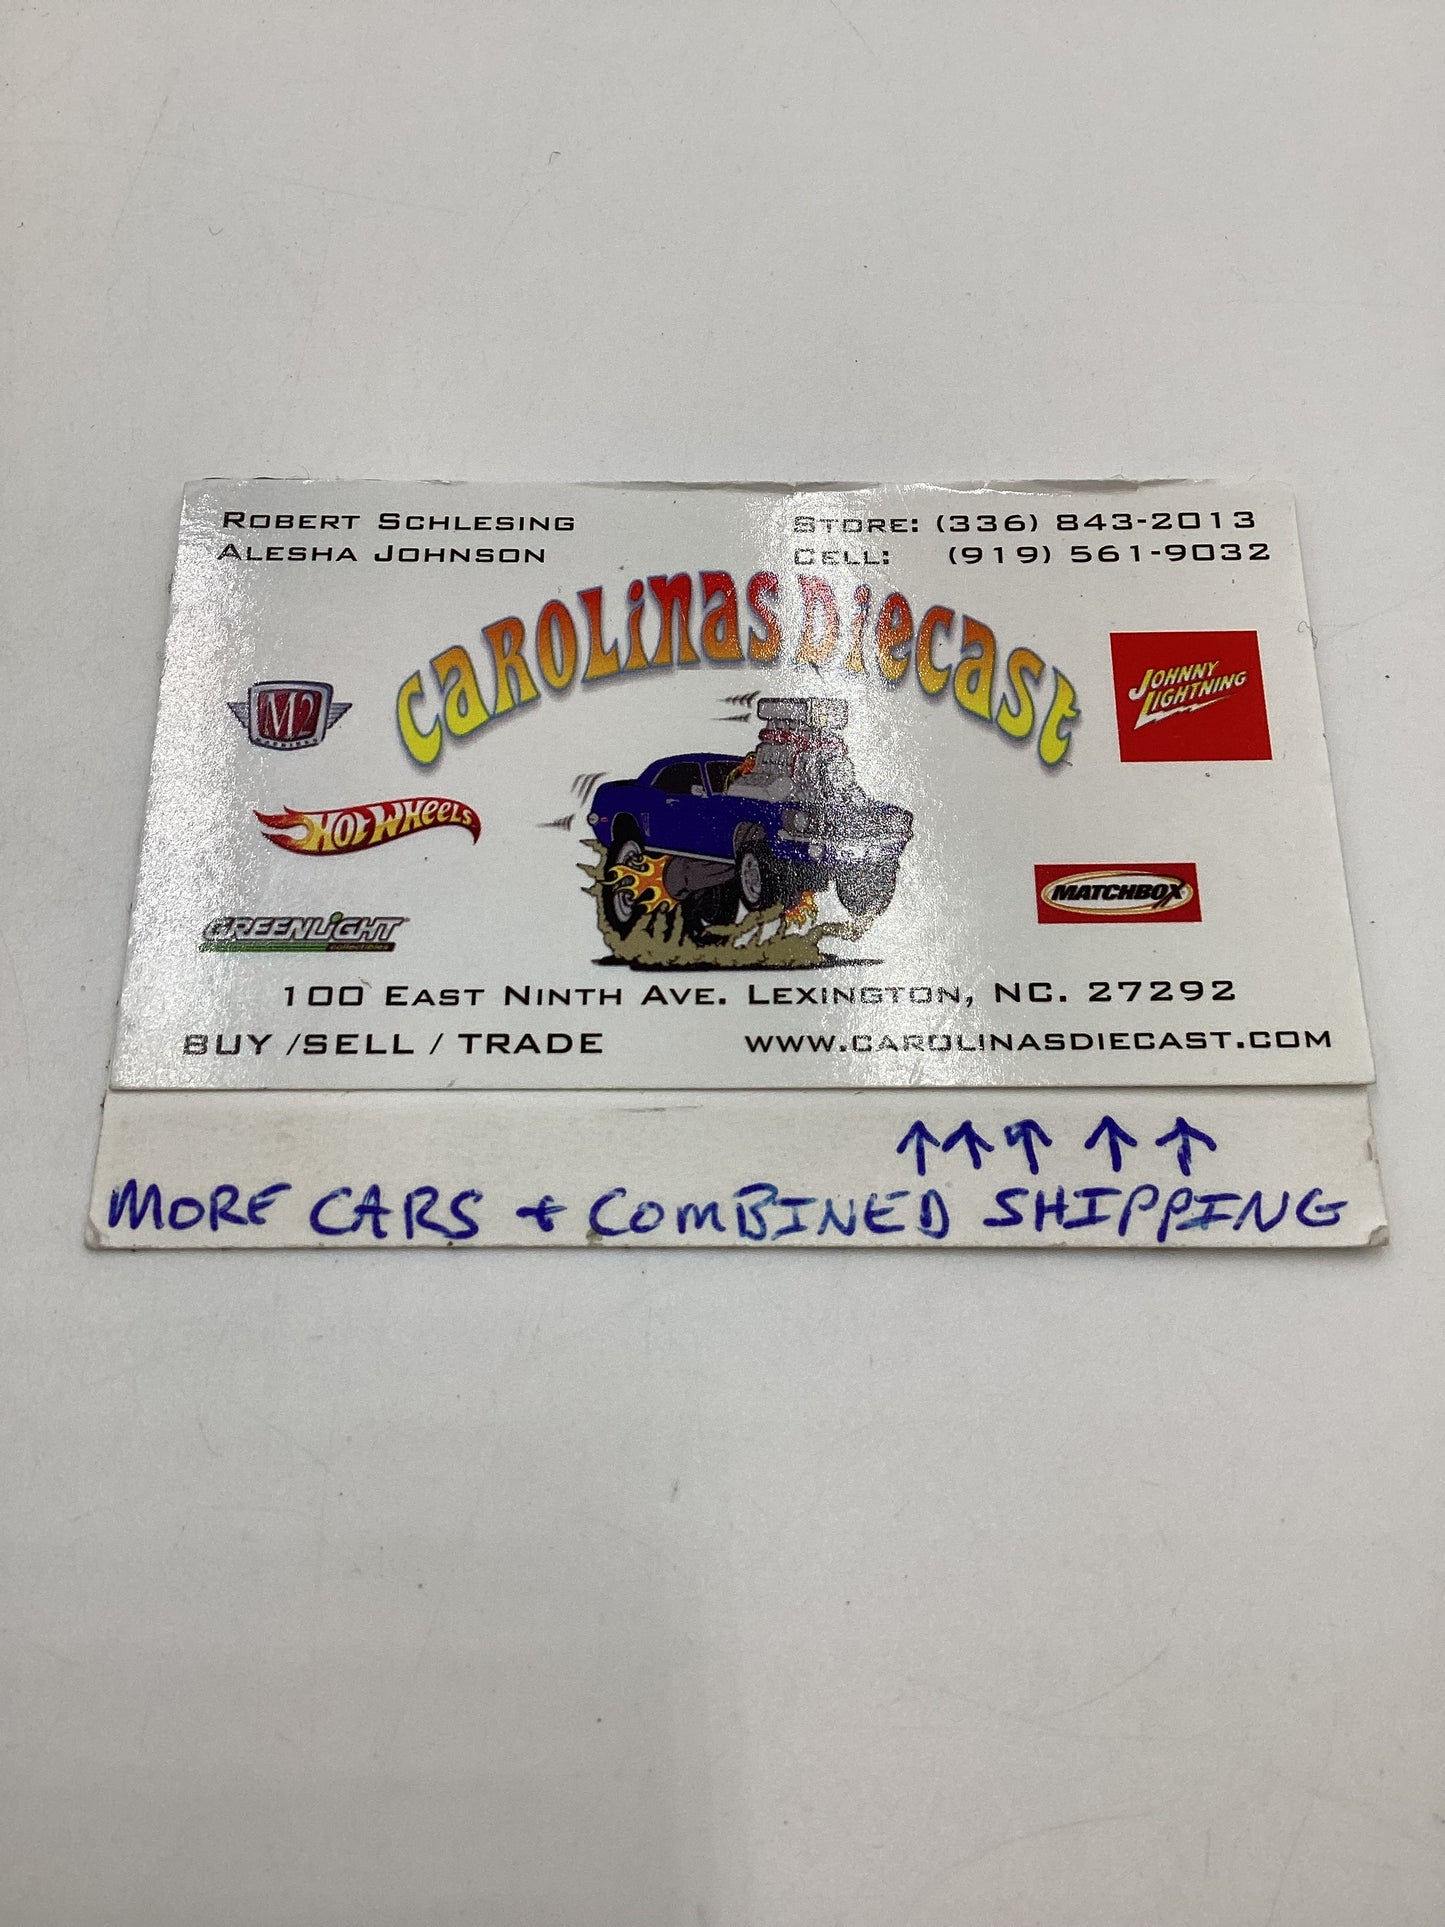 ROBERT SCHLESING
ALESHA JOHNSON
STORE: (336) 843-2013
CELL: (919) 561-9032
CAROLINAS DIECAST
M2
MACHINES
JOHNNY
LIGHTNING
HOT WHEELS
MATCHBOX
GREENLIGHT
collectibles
100 EAST NINTH AVE. LEXINGTON, NC. 27292
BUY /SELL / TRADE
WWW.CAROLINASDIECAST.COM
↑↑↑↑↑
MORE CARS + COMBINED SHIPPING